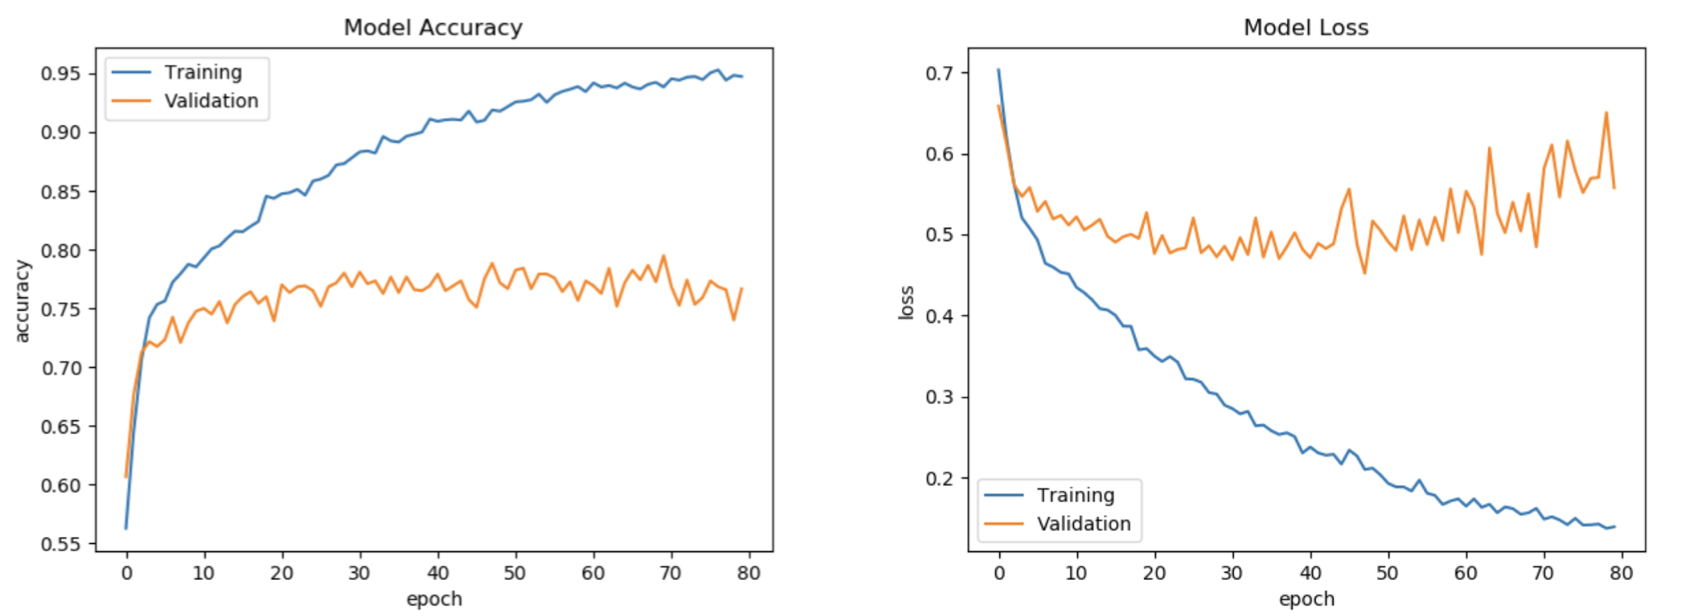 Model Accuracy
Training
Validation
0.95
0.90
0.85
0.80
0.75
0.70
0.65
0.60
0.55
accuracy
0 10 20 30 40 50 60 70 80
epoch
Model Loss
0.7
0.6
0.5
0.4
0.3
0.2
loss
Training
Validation
0 10 20 30 40 50 60 70 80
epoch